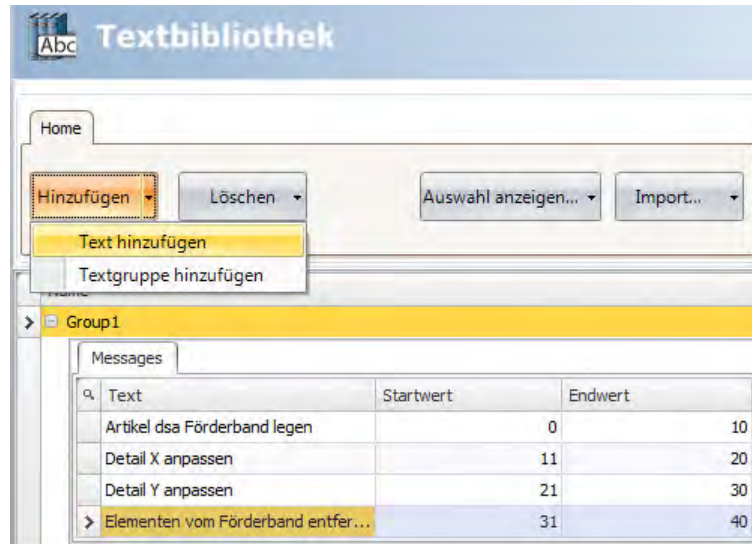 Abc Textbibliothek
Home
Hinzufügen Löschen Auswahl anzeigen... Import...
Text hinzufügen
Textgruppe hinzufügen
Group1
Messages
Text Startwert Endwert
Artikel dsa Förderband legen 0 10
Detail X anpassen 11 20
Detail Y anpassen 21 30
Elementen vom Förderband entfer... 31 40